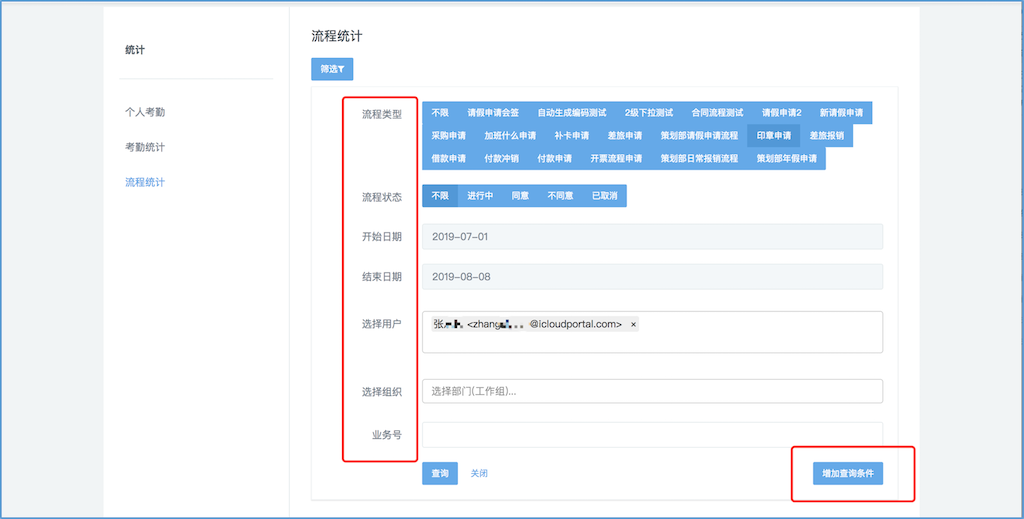 统计
个人考勤
考勤统计
流程统计
流程统计
筛选
流程类型
不限 请假申请会签 自动生成编码测试 2级下拉测试 合同流程测试 请假申请2 新请假申请
采购申请 加班什么申请 补卡申请 差旅申请 策划部请假申请流程 印章申请 差旅报销
借款申请 付款冲销 付款申请 开票流程申请 策划部日常报销流程 策划部年假申请
流程状态 不限 进行中 同意 不同意 已取消
开始日期 2019-07-01
结束日期 2019-08-08
选择用户 张 <zhang @icloudportal.com> ×
选择组织 选择部门(工作组)...
业务号
查询 关闭 增加查询条件